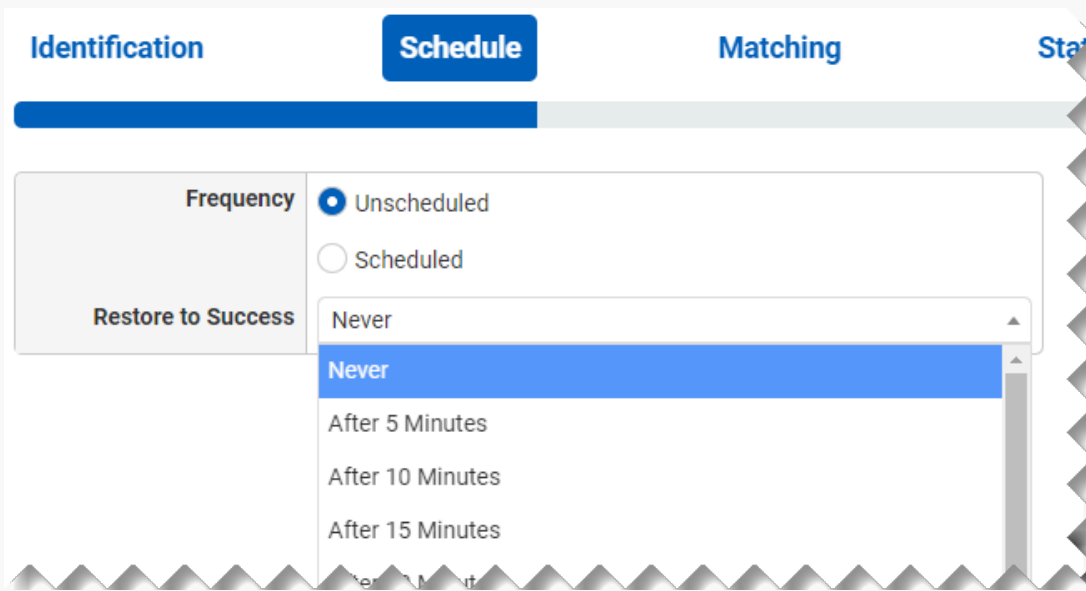 Identification Schedule Matching
Frequency Unscheduled
Scheduled
Restore to Success Never
Never
After 5 Minutes
After 10 Minutes
After 15 Minutes